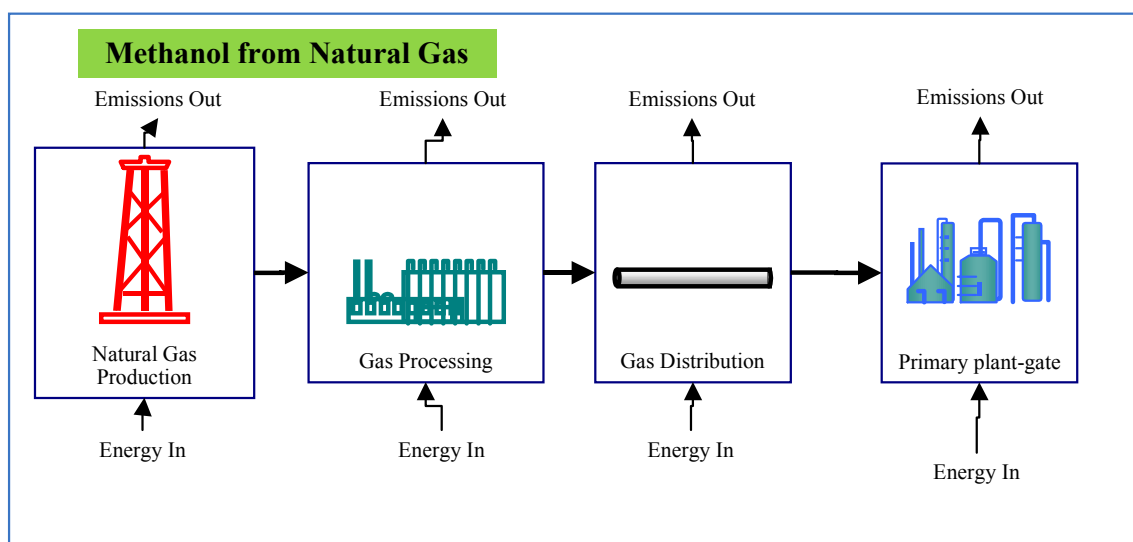 Methanol from Natural Gas
Emissions Out
Emissions Out
Emissions Out
Emissions Out
Natural Gas
Production
Gas Processing
Gas Distribution
Primary plant-gate
Energy In
Energy In
Energy In
Energy In